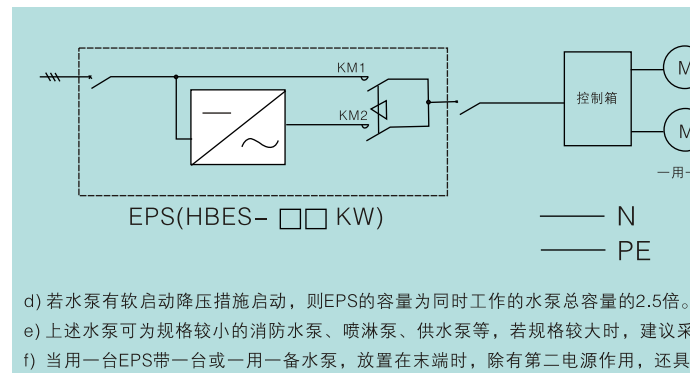 KM1
M
控制箱
KM2
M
一用一
EPS(HBES- □□ KW)
N
PE
d) 若水泵有软启动降压措施启动，则EPS的容量为同时工作的水泵总容量的2.5倍。
e) 上述水泵可为规格较小的消防水泵、喷淋泵、供水泵等，若规格较大时，建议采
f) 当用一台EPS带一台或一用一备水泵，放置在末端时，除有第二电源作用，还具